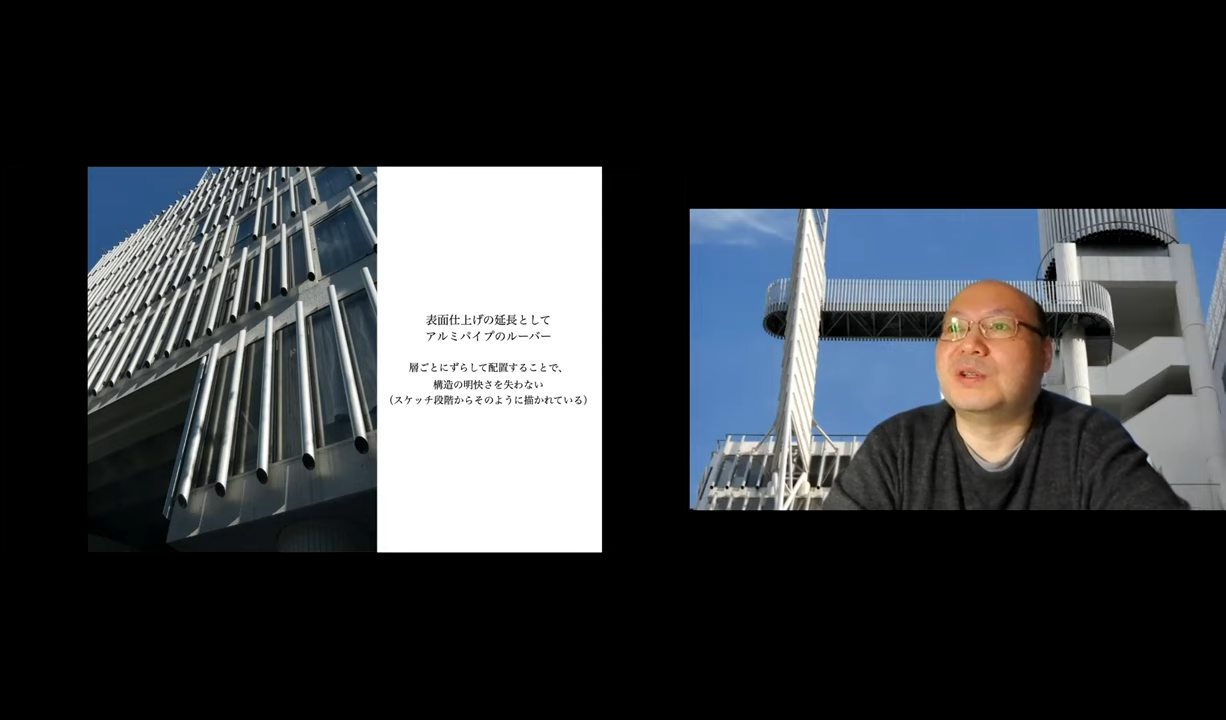 表面仕上げの延長として
アルミパイプのルーバー
層ごとにずらして配置することで、
構造の明快さを失わない
（スケッチ段階からそのように描かれている）